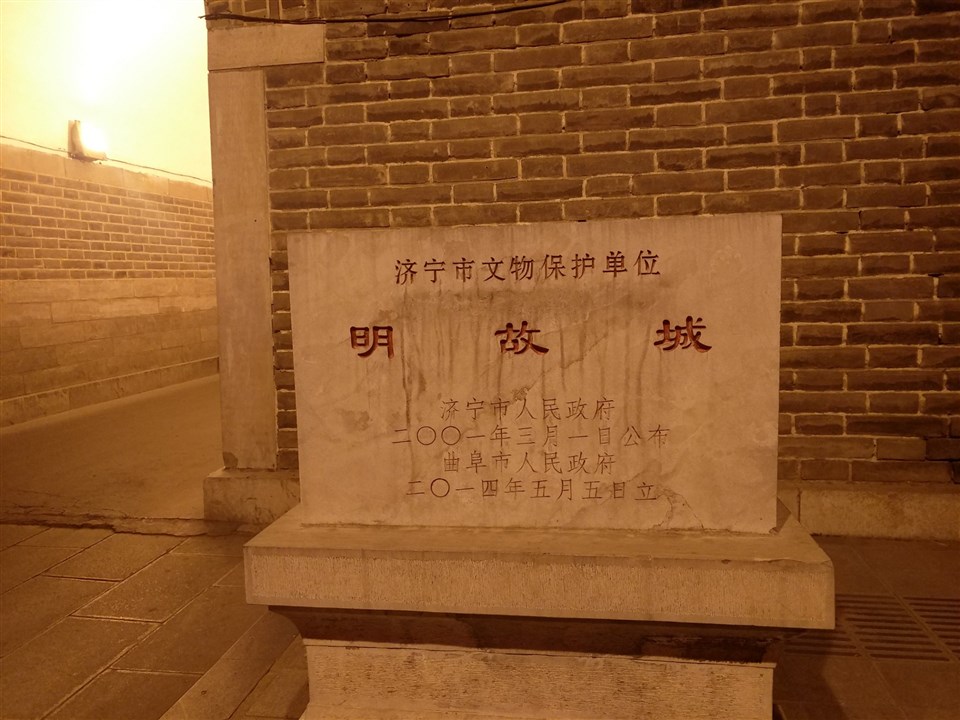 济宁市文物保护单位
明故城
济宁市人民政府
二〇〇一年三月一日公布
曲阜市人民政府
二〇一四年五月五日立